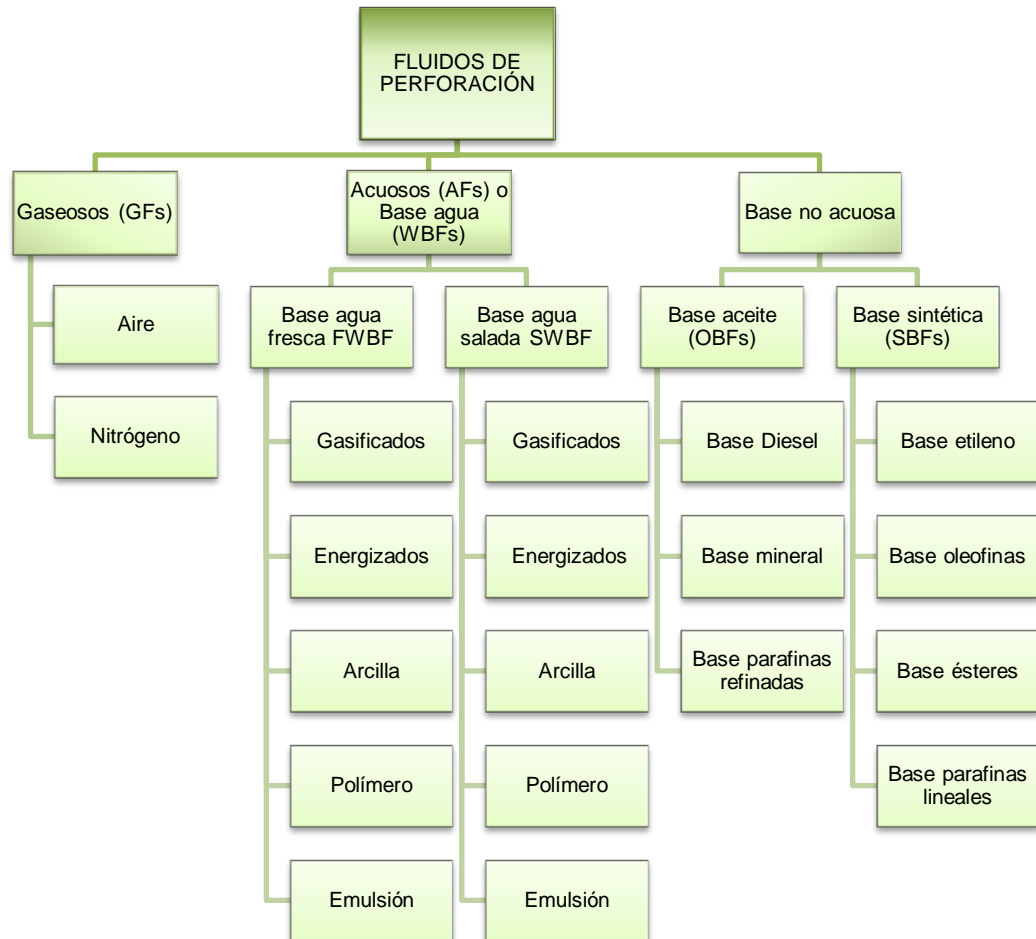 FLUIDOS DE
PERFORACIÓN
Gaseosos (GFs)
Acuosos (AFs) o
Base agua
(WBFs)
Base no acuosa
Aire
Nitrógeno
Base agua
fresca FWBF
Base agua
salada SWBF
Base aceite
(OBFs)
Base sintética
(SBFs)
Gasificados
Energizados
Arcilla
Polímero
Emulsión
Gasificados
Energizados
Arcilla
Polímero
Emulsión
Base Diesel
Base mineral
Base parafinas
refinadas
Base etileno
Base oleofinas
Base ésteres
Base parafinas
lineales